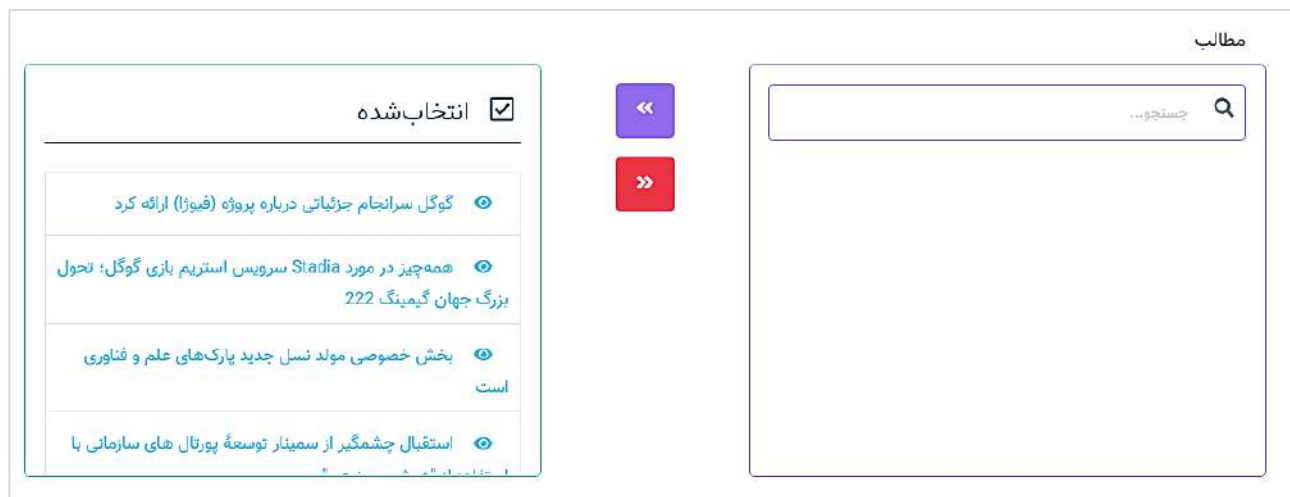 مطالب
جستجو...
انتخاب‌شده
گوگل سرانجام جزئیاتی درباره پروژه (فیوژا) ارائه کرد
همه‌چیز در مورد Stadia سرویس استریم بازی گوگل؛ تحول
بزرگ جهان گیمینگ 222
بخش خصوصی مولد نسل جدید پارک‌های علم و فناوری
است
استقبال چشمگیر از سمینار توسعهٔ پورتال های سازمانی با